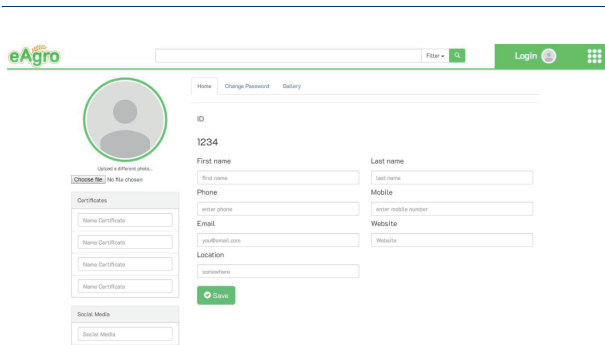 eAgro
Filter
Login
Home Change Password Gallery
Upload a different photo...
Choose file No file chosen
ID
1234
First name Last name
first name last name
Phone Mobile
enter phone enter mobile number
Email Website
you@email.com Website
Location
somewhere
Save
Certificates
Name Certificate
Name Certificate
Name Certificate
Name Certificate
Social Media
Social Media